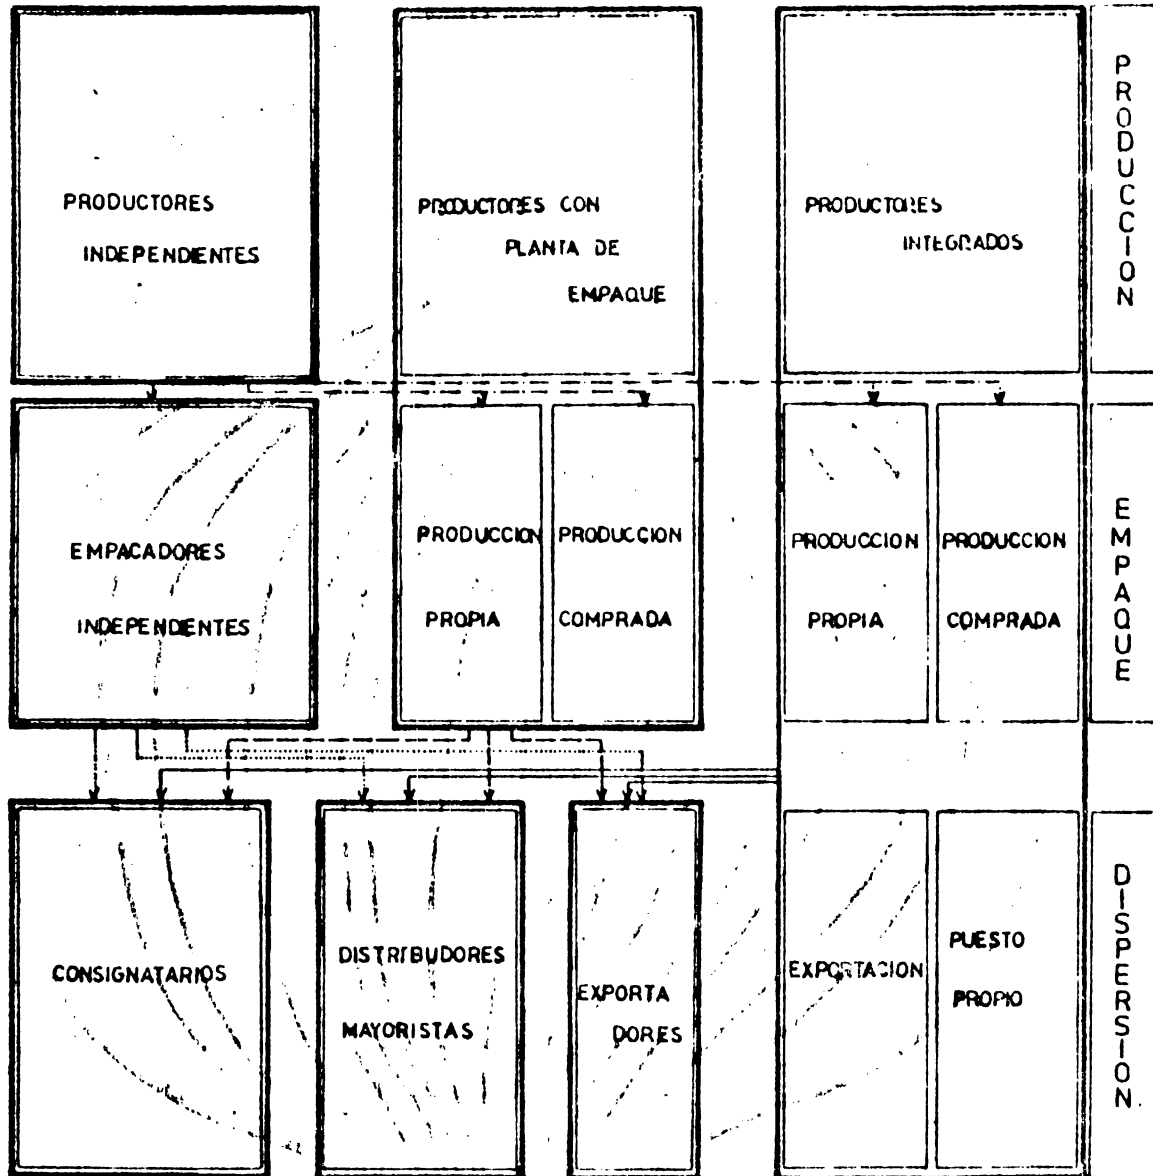 PRODUCTORES
INDEPENDIENTES
PRODUCTORES CON
PLANTA DE
EMPAQUE
PRODUCTORES
INTEGRADOS
PRODUCCION
EMPACADORES
INDEPENDIENTES
PRODUCCION
PROPIA
PRODUCCION
COMPRADA
PRODUCCION
PROPIA
PRODUCCION
COMPRADA
EMPAQUE
CONSIGNATARIOS
DISTRIBUDORES
MAYORISTAS
EXPORTA
DORES
EXPORTACION
PUESTO
PROPIO
DISPERSION